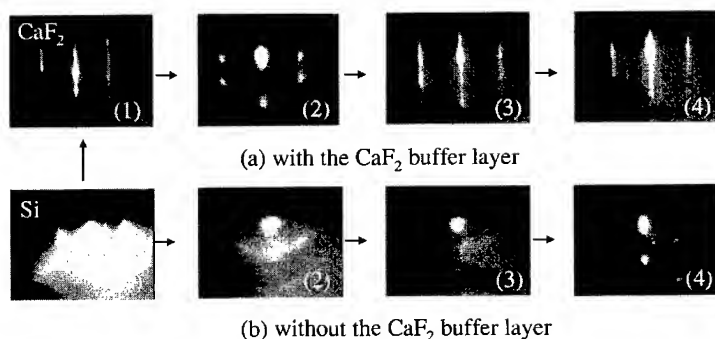 CaF₂
(1)
(2)
(3)
(4)
(a) with the CaF₂ buffer layer
Si
(2)
(3)
(4)
(b) without the CaF₂ buffer layer